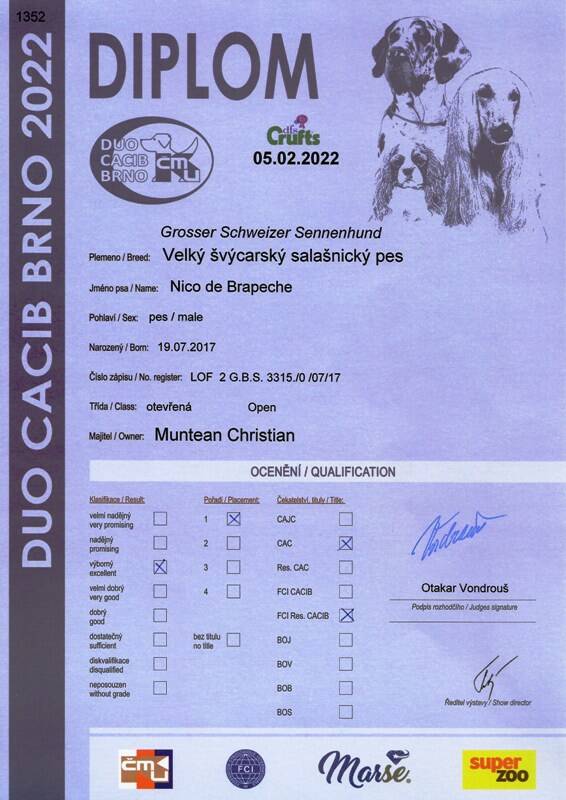 1352
DUO CACIB BRNO 2022
DIPLOM
DUO
CACIB
BRNO
ČMKU
dfs
Crufts
05.02.2022
Grosser Schweizer Sennenhund
Plemeno / Breed: Velký švýcarský salašnický pes
Jméno psa / Name: Nico de Brapeche
Pohlaví / Sex: pes / male
Narozený / Born: 19.07.2017
Číslo zápisu / No. register: LOF 2 G.B.S. 3315./0 /07/17
Třída / Class: otevřená Open
Majitel / Owner: Muntean Christian
OCENĚNÍ / QUALIFICATION
Klasifikace / Result: Pořadí / Placement: Čekatelství, tituly / Title:
velmi nadějný
very promising
1
CAJC
nadějný
promising
2
CAC
výborný
excellent
3
Res. CAC
velmi dobrý
very good
4
FCI CACIB
dobrý
good
FCI Res. CACIB
dostatečný
sufficient
bez titulu
no title
BOJ
diskvalifikace
disqualified
BOV
neposouzen
without grade
BOB
BOS
Otakar Vondrouš
Podpis rozhodčího / Judges signature
Ředitel výstavy / Show director
ČMKU
FCI
Marsé
super
zoo